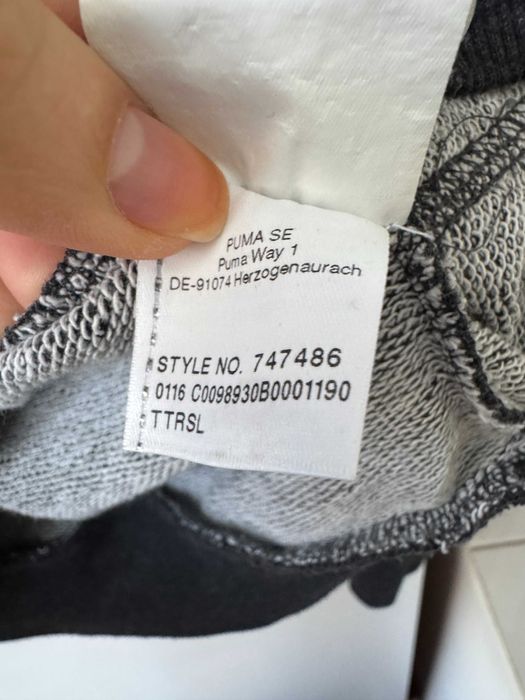 PUMA SE
Puma Way 1
DE-91074 Herzogenaurach
STYLE NO. 747486
0116 C0098930B0001190
TTRSL